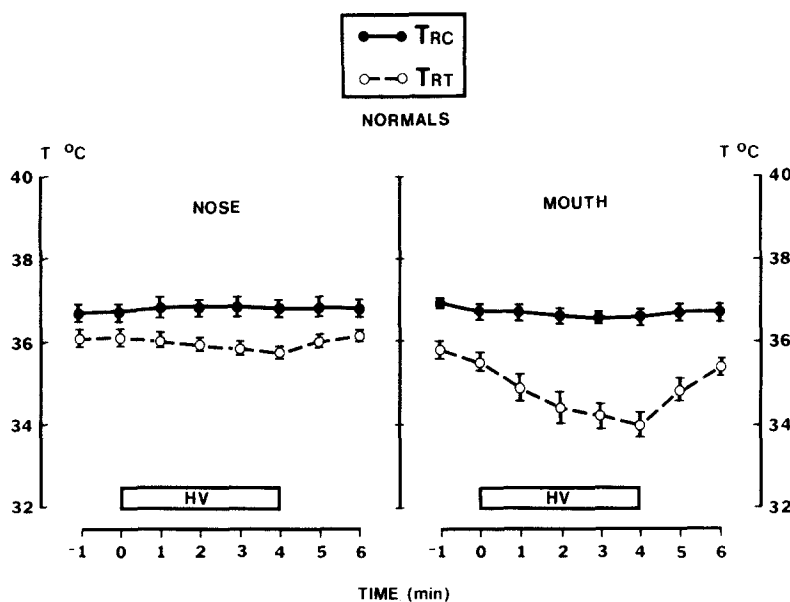 TRC
TRT
NORMALS
T °C
T °C
40
38
36
34
32
NOSE
HV
-1 0 1 2 3 4 5 6
MOUTH
HV
-1 0 1 2 3 4 5 6
40
38
36
34
32
TIME (min)